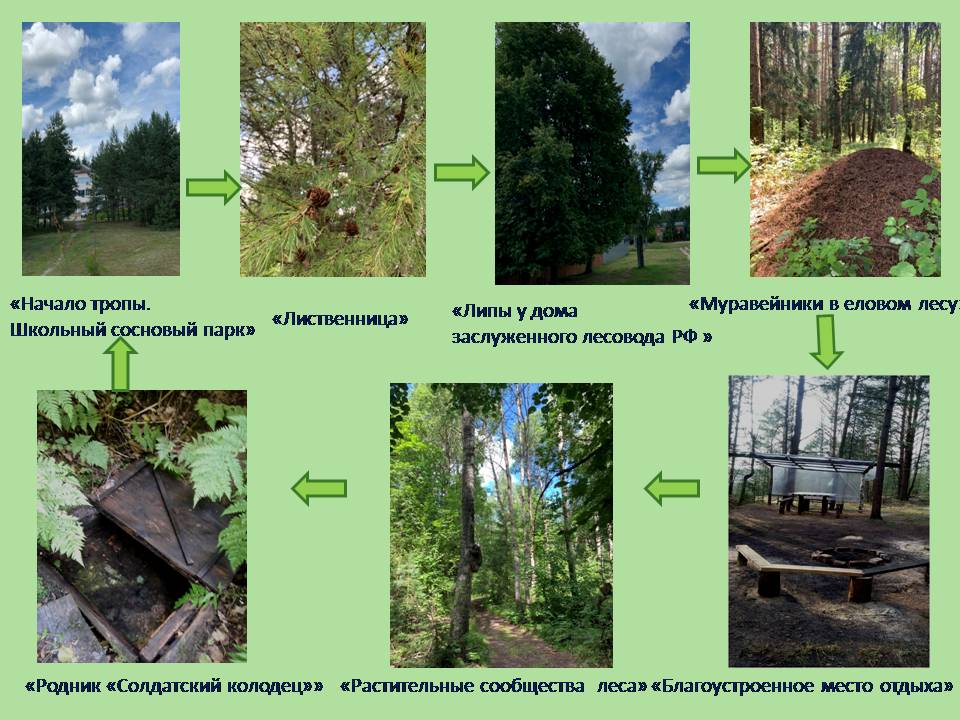 «Начало тропы.
Школьный сосновый парк»
«Лиственница»
«Липы у дома
заслуженного лесовода РФ »
«Муравейники в еловом лесу»
«Родник «Солдатский колодец»»
«Растительные сообщества леса»
«Благоустроенное место отдыха»